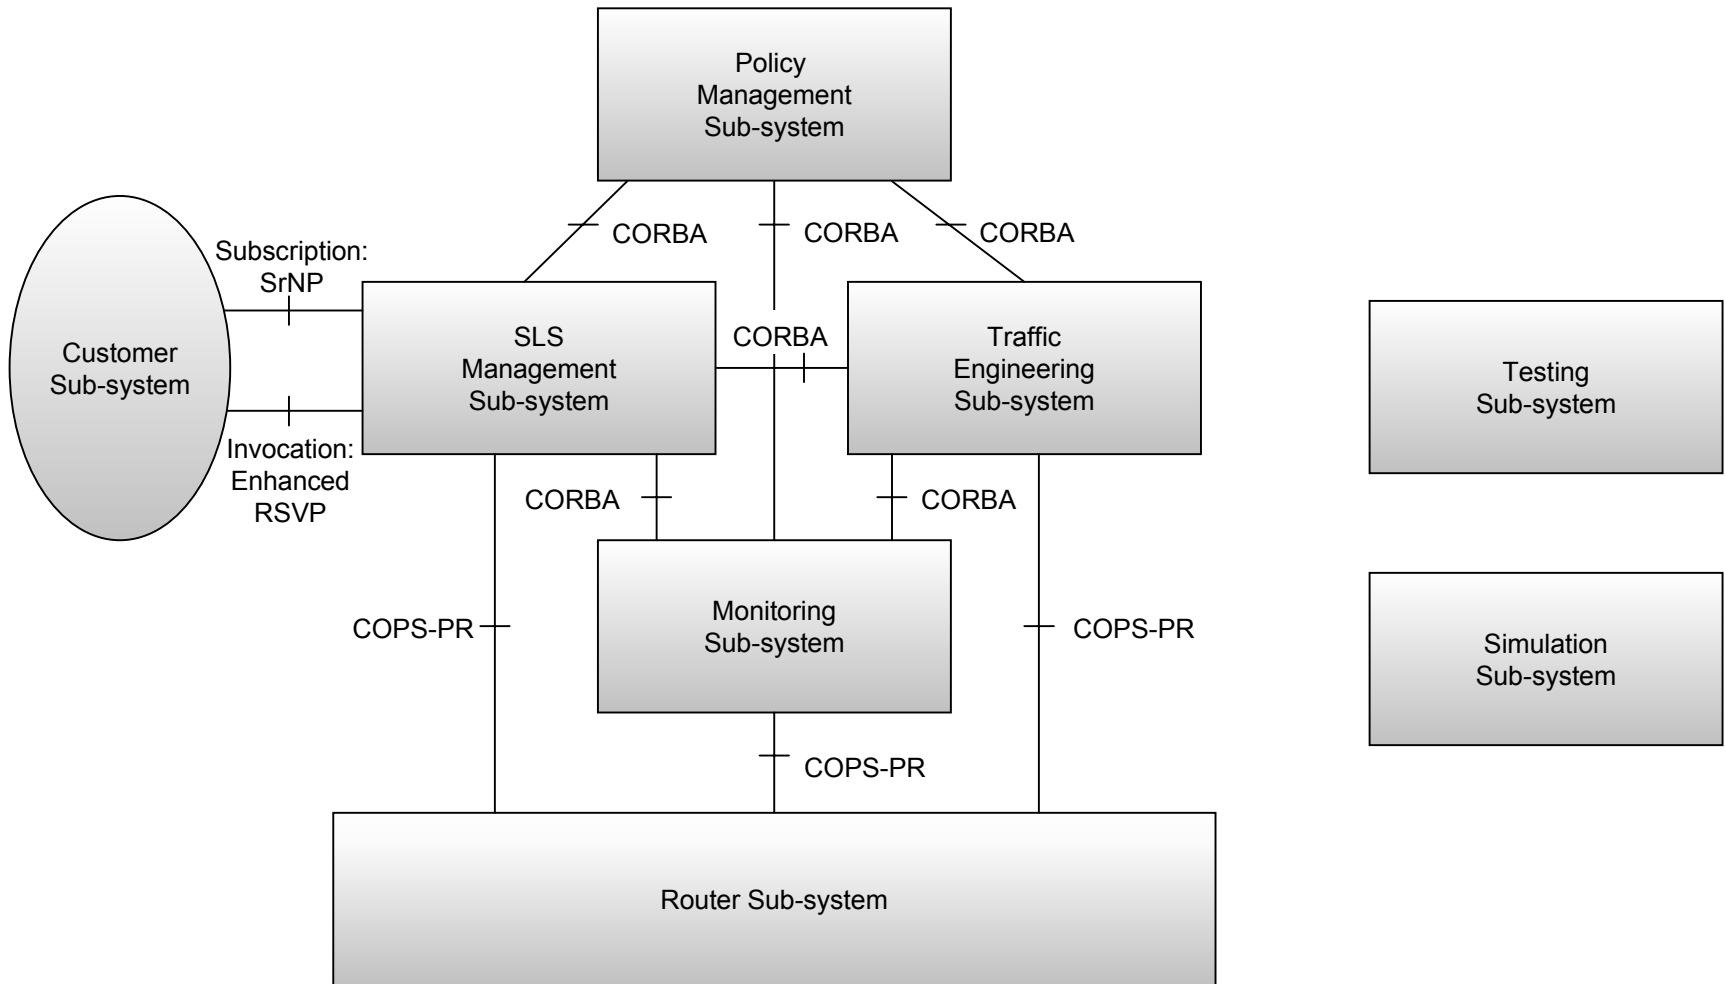 Policy
Management
Sub-system
CORBA
CORBA
CORBA
Subscription:
SrNP
Customer
Sub-system
Invocation:
Enhanced
RSVP
SLS
Management
Sub-system
CORBA
Traffic
Engineering
Sub-system
Testing
Sub-system
CORBA
CORBA
COPS-PR
Monitoring
Sub-system
COPS-PR
Simulation
Sub-system
COPS-PR
Router Sub-system